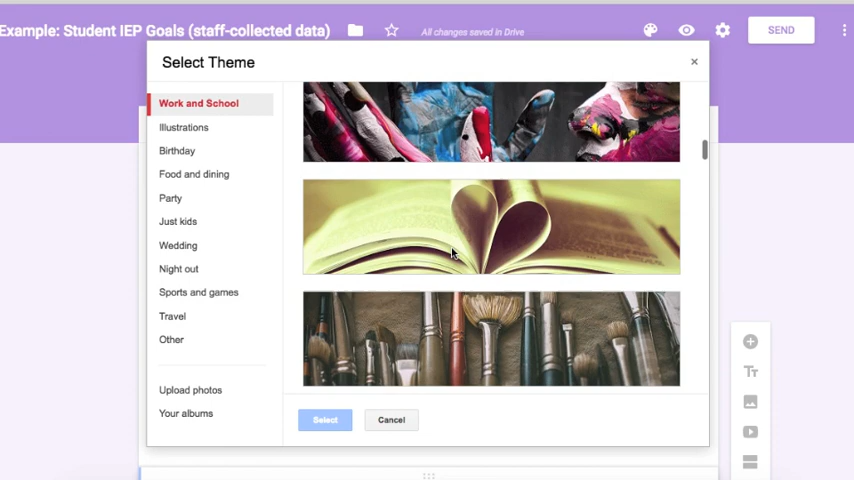 Example: Student IEP Goals (staff-collected data)
All changes saved in Drive
SEND
Select Theme
×
Work and School
Illustrations
Birthday
Food and dining
Party
Just kids
Wedding
Night out
Sports and games
Travel
Other
Upload photos
Your albums
Select
Cancel
Tт